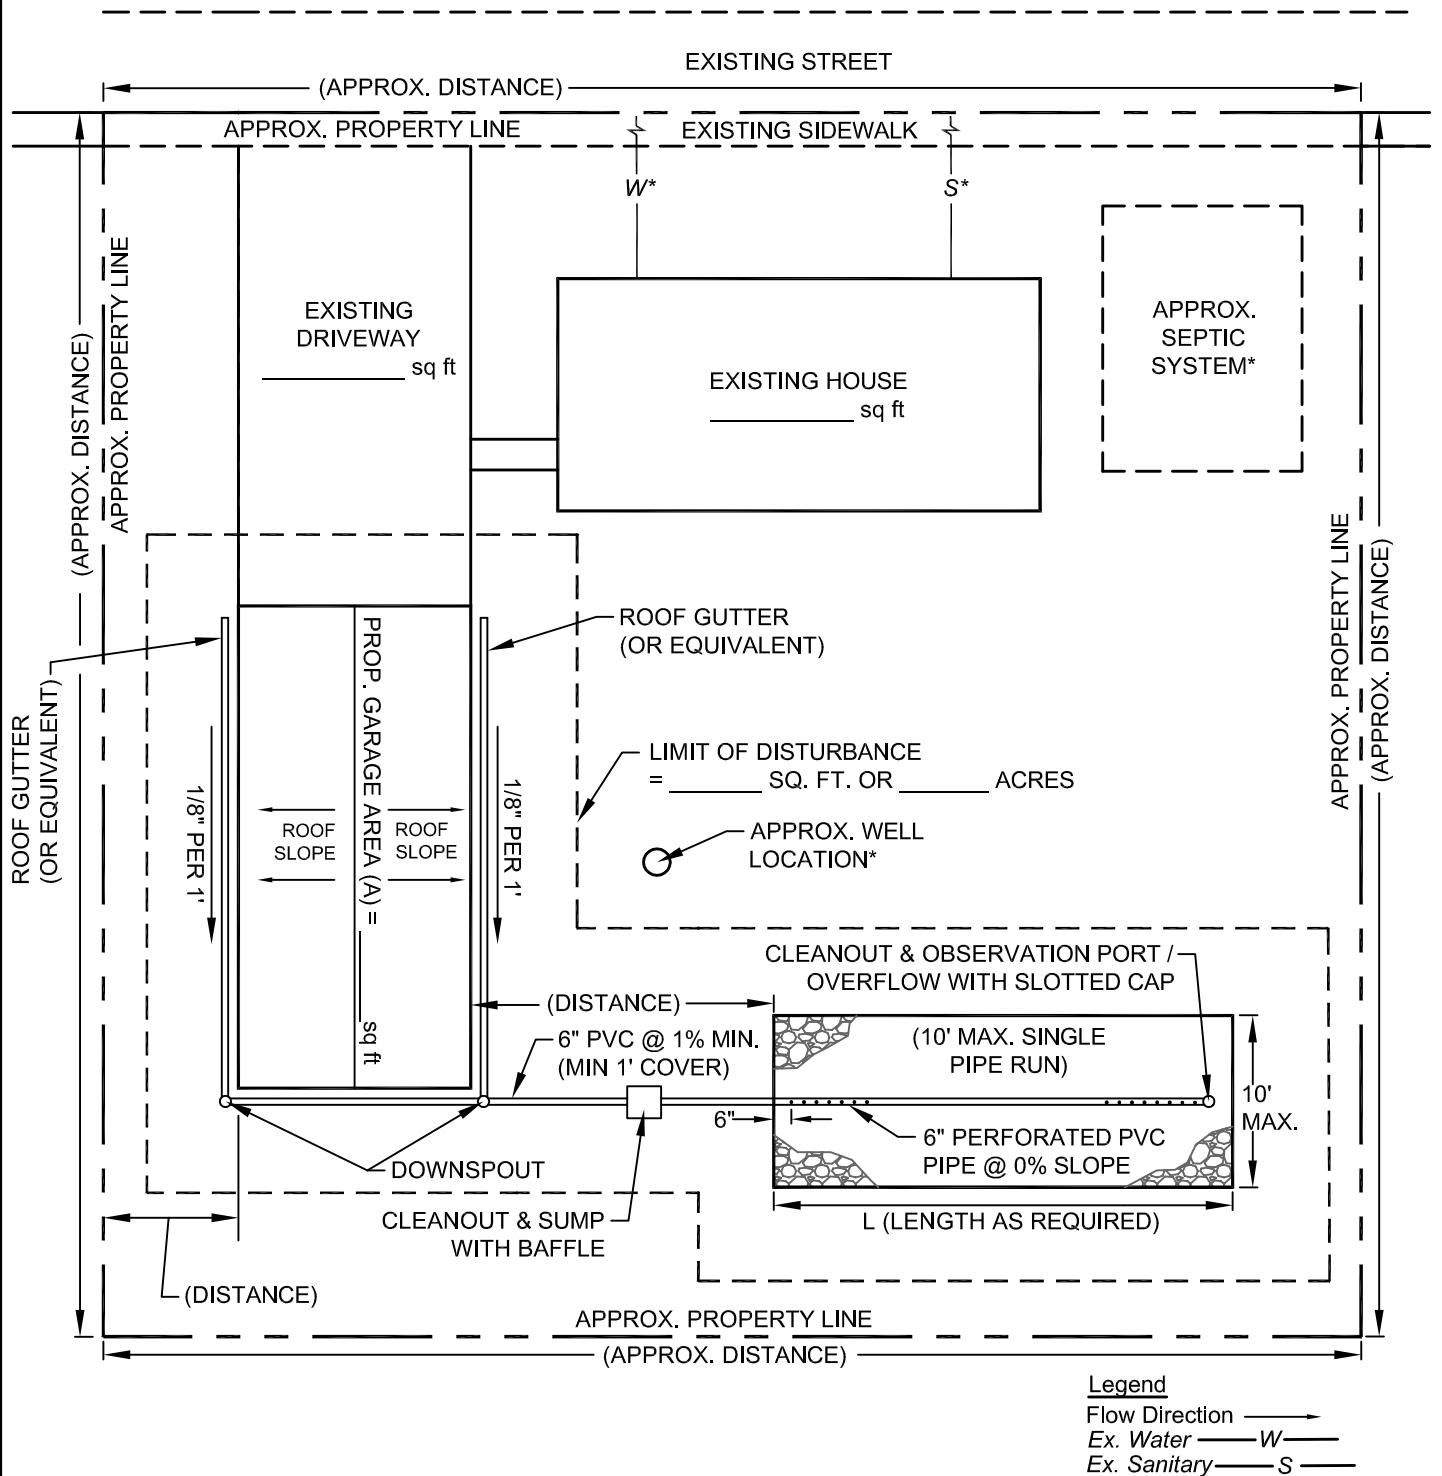 EXISTING STREET
(APPROX. DISTANCE)
APPROX. PROPERTY LINE
EXISTING SIDEWALK
W*
S*
(APPROX. DISTANCE)
APPROX. PROPERTY LINE
EXISTING
DRIVEWAY
sq ft
EXISTING HOUSE
sq ft
APPROX.
SEPTIC
SYSTEM*
APPROX. PROPERTY LINE
(APPROX. DISTANCE)
ROOF GUTTER
(OR EQUIVALENT)
ROOF GUTTER
(OR EQUIVALENT)
PROP. GARAGE AREA (A) =
sq ft
1/8" PER 1'
1/8" PER 1'
ROOF
SLOPE
ROOF
SLOPE
LIMIT OF DISTURBANCE
= SQ. FT. OR ACRES
APPROX. WELL
LOCATION*
CLEANOUT & OBSERVATION PORT /
OVERFLOW WITH SLOTTED CAP
(DISTANCE)
6" PVC @ 1% MIN.
(MIN 1' COVER)
(10' MAX. SINGLE
PIPE RUN)
10'
MAX.
6"
6" PERFORATED PVC
PIPE @ 0% SLOPE
DOWNSPOUT
CLEANOUT & SUMP
WITH BAFFLE
L (LENGTH AS REQUIRED)
(DISTANCE)
APPROX. PROPERTY LINE
(APPROX. DISTANCE)
Legend
Flow Direction
Ex. Water W
Ex. Sanitary S